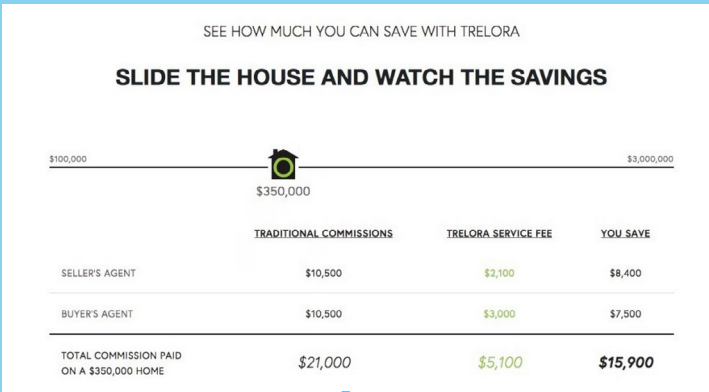 SEE HOW MUCH YOU CAN SAVE WITH TRELORA
SLIDE THE HOUSE AND WATCH THE SAVINGS
$100,000 $3,000,000
$350,000
TRADITIONAL COMMISSIONS TRELORA SERVICE FEE YOU SAVE
SELLER'S AGENT $10,500 $2,100 $8,400
BUYER'S AGENT $10,500 $3,000 $7,500
TOTAL COMMISSION PAID
ON A $350,000 HOME $21,000 $5,100 $15,900